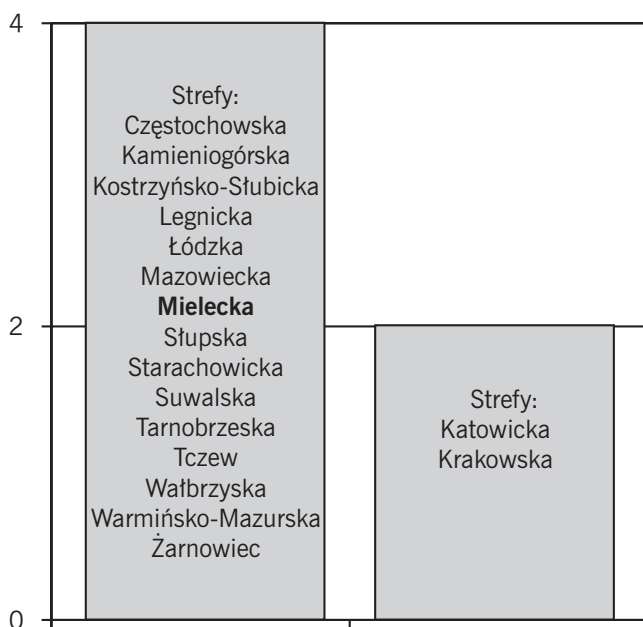 4
Strefy:
Częstochowska
Kamieniogórska
Kostrzyńsko-Słubicka
Legnicka
Łódzka
Mazowiecka
Mielecka
2
Słupska
Starachowicka
Suwalska
Tarnobrzeska
Tczew
Wałbrzyska
Warmińsko-Mazurska
Żarnowiec
Strefy:
Katowicka
Krakowska
0